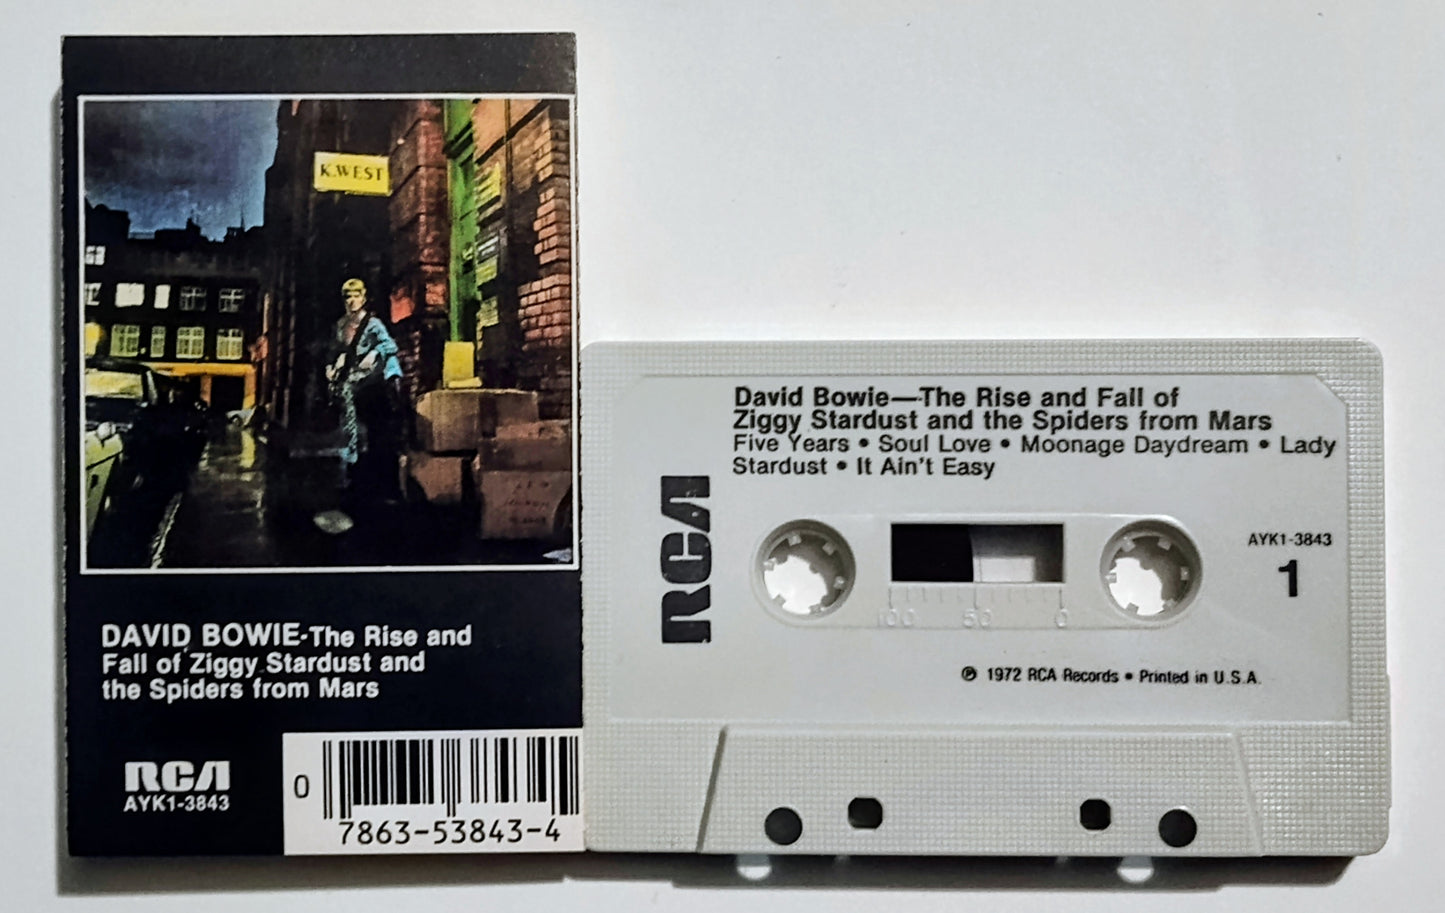 K.WEST
DAVID BOWIE-The Rise and
Fall of Ziggy Stardust and
the Spiders from Mars
RCA
AYK1-3843
0
7863-53843-4
David Bowie—The Rise and Fall of
Ziggy Stardust and the Spiders from Mars
Five Years • Soul Love • Moonage Daydream • Lady
Stardust • It Ain't Easy
RCA
AYK1-3843
1
100 50 0
℗ 1972 RCA Records • Printed in U.S.A.